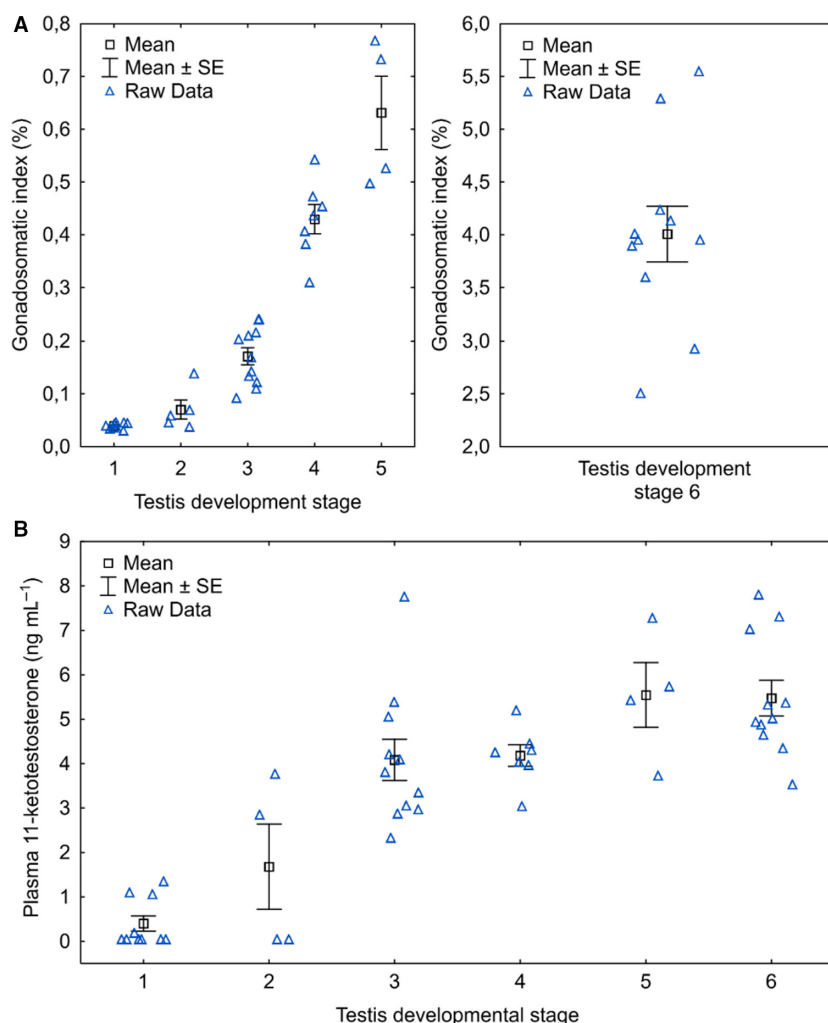 A
0,8
0,7
0,6
0,5
0,4
0,3
0,2
0,1
0,0
Gonadosomatic index (%)
Mean
Mean ± SE
Raw Data
1 2 3 4 5
Testis development stage
6,0
5,5
5,0
4,5
4,0
3,5
3,0
2,5
2,0
Gonadosomatic index (%)
Mean
Mean ± SE
Raw Data
Testis development
stage 6
B
9
8
7
6
5
4
3
2
1
0
Plasma 11-ketotestosterone (ng mL⁻¹)
Mean
Mean ± SE
Raw Data
1 2 3 4 5 6
Testis developmental stage